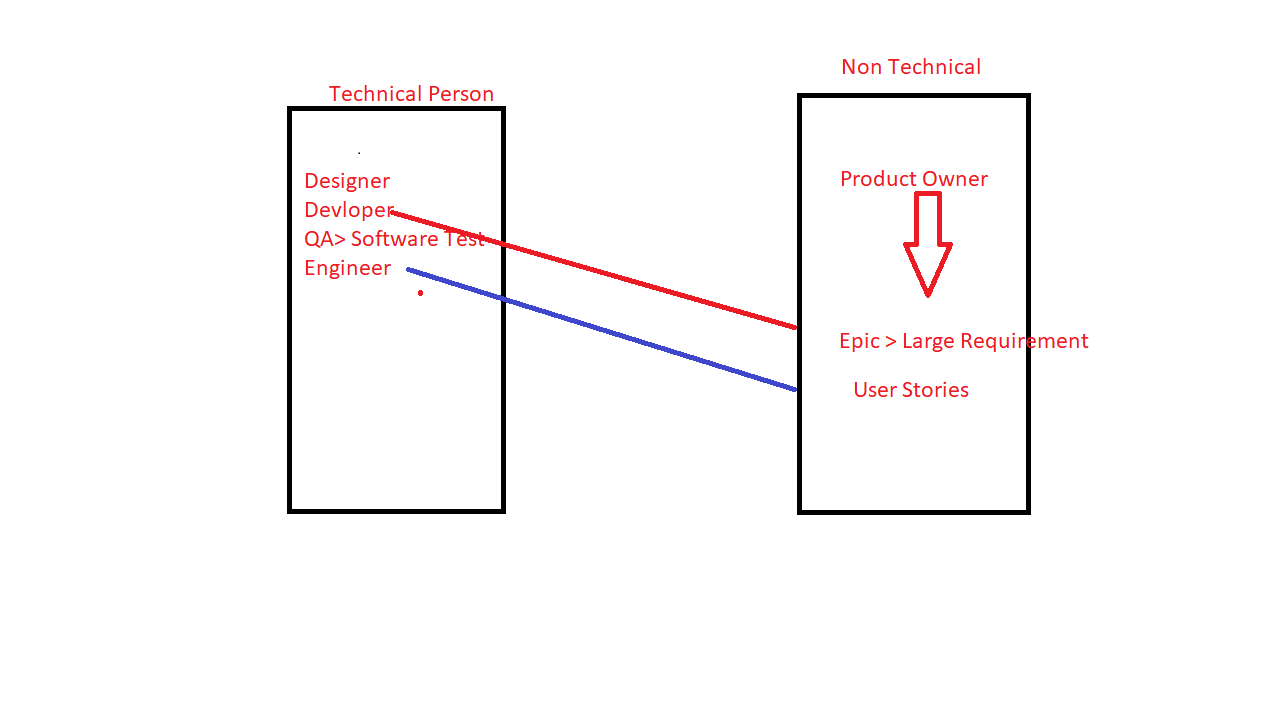 Technical Person
Designer
Devloper
QA> Software Test
Engineer
Non Technical
Product Owner
Epic > Large Requirement
User Stories